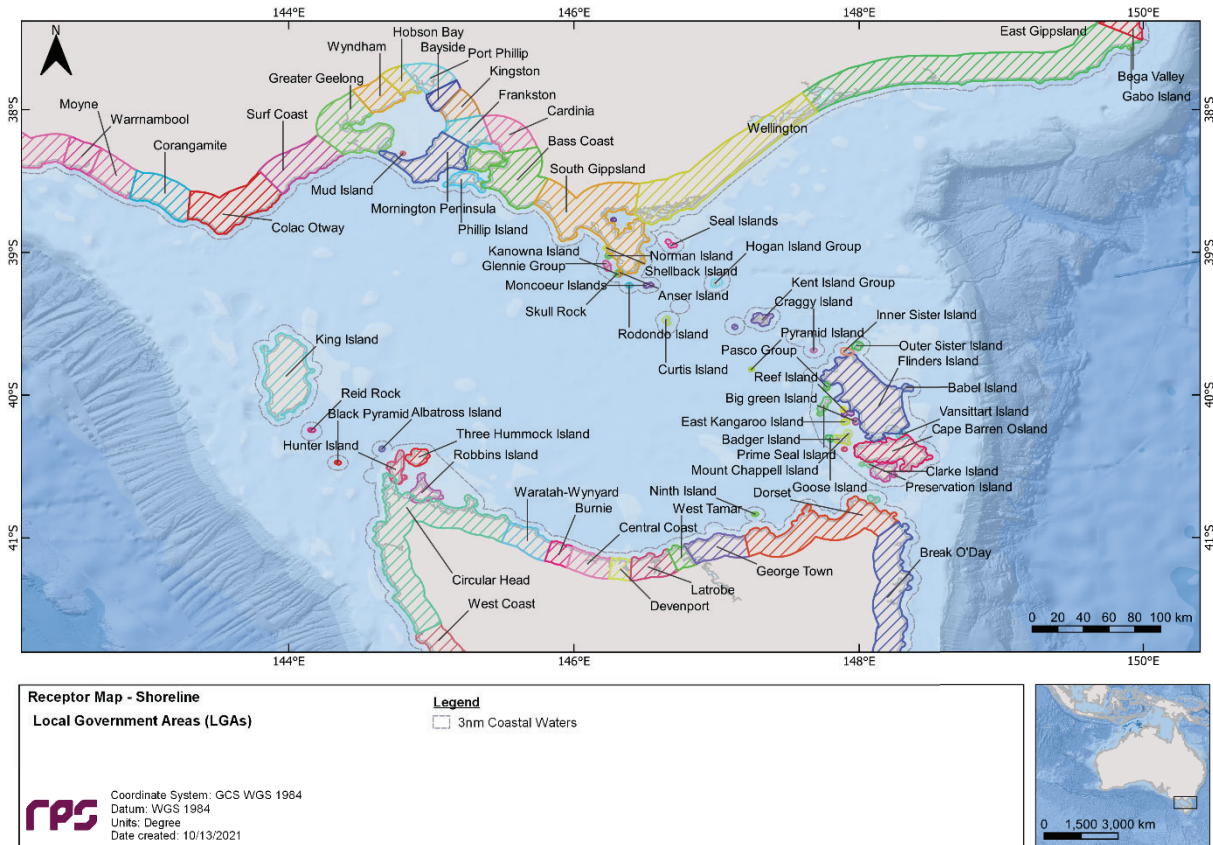 144°E
146°E
148°E
150°E
N
Hobson Bay
Wyndham
Bayside
Port Phillip
Greater Geelong
Kingston
Frankston
Moyne
Surf Coast
Cardinia
Warrnambool
Bass Coast
Corangamite
South Gippsland
East Gippsland
Bega Valley
Gabo Island
38°S
38°S
Wellington
Mud Island
Mornington Peninsula
Phillip Island
Colac Otway
Seal Islands
Kanowna Island
Norman Island
Hogan Island Group
39°S
39°S
Glennie Group
Shellback Island
Moncoeur Islands
Anser Island
Kent Island Group
Skull Rock
Craggy Island
Rodondo Island
Pyramid Island
Inner Sister Island
King Island
Pasco Group
Outer Sister Island
Curtis Island
Flinders Island
Reef Island
Babel Island
Reid Rock
Big green Island
40°S
40°S
Black Pyramid
Albatross Island
East Kangaroo Island
Vansittart Island
Hunter Island
Three Hummock Island
Badger Island
Cape Barren Osland
Robbins Island
Prime Seal Island
Mount Chappell Island
Clarke Island
Goose Island
Preservation Island
Waratah-Wynyard
Ninth Island
Dorset
Burnie
West Tamar
Central Coast
41°S
41°S
Break O'Day
Circular Head
George Town
Latrobe
West Coast
Devenport
0 20 40 60 80 100 km
144°E
146°E
148°E
150°E
Receptor Map - Shoreline
Local Government Areas (LGAs)
Legend
3nm Coastal Waters
rps
Coordinate System: GCS WGS 1984
Datum: WGS 1984
Units: Degree
Date created: 10/13/2021
0 1,500 3,000 km